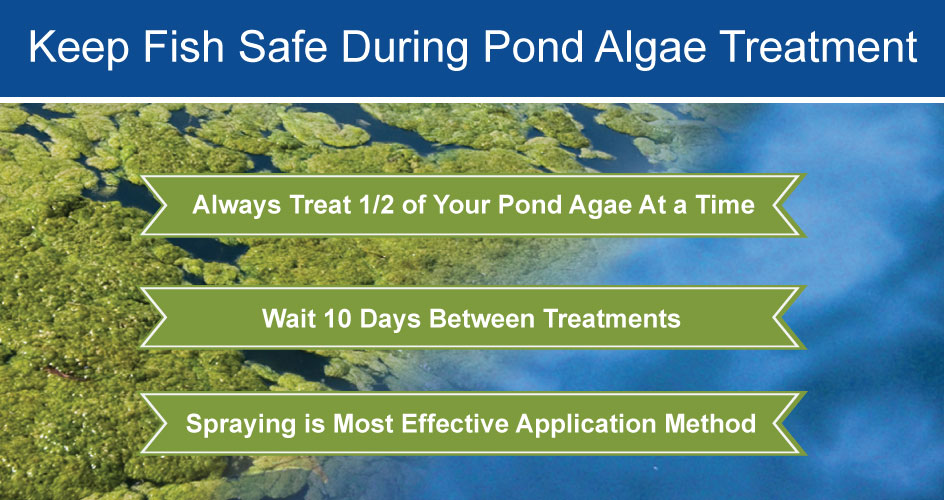 Keep Fish Safe During Pond Algae Treatment
Always Treat 1/2 of Your Pond Agae At a Time
Wait 10 Days Between Treatments
Spraying is Most Effective Application Method